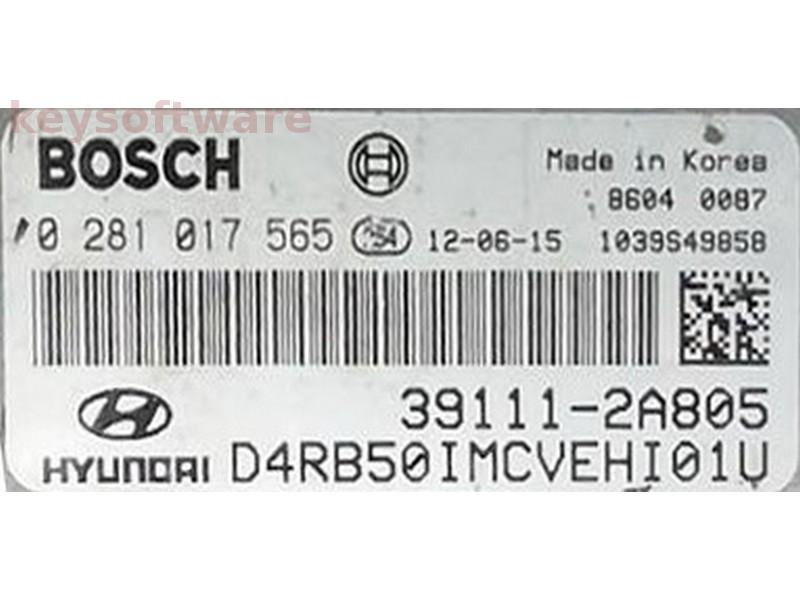 keysoftware
BOSCH
Made in Korea
8604 0087
0 281 017 565 12-06-15 1039S49858
39111-2A805
HYUNDAI D4RB50IMCVEHI01U